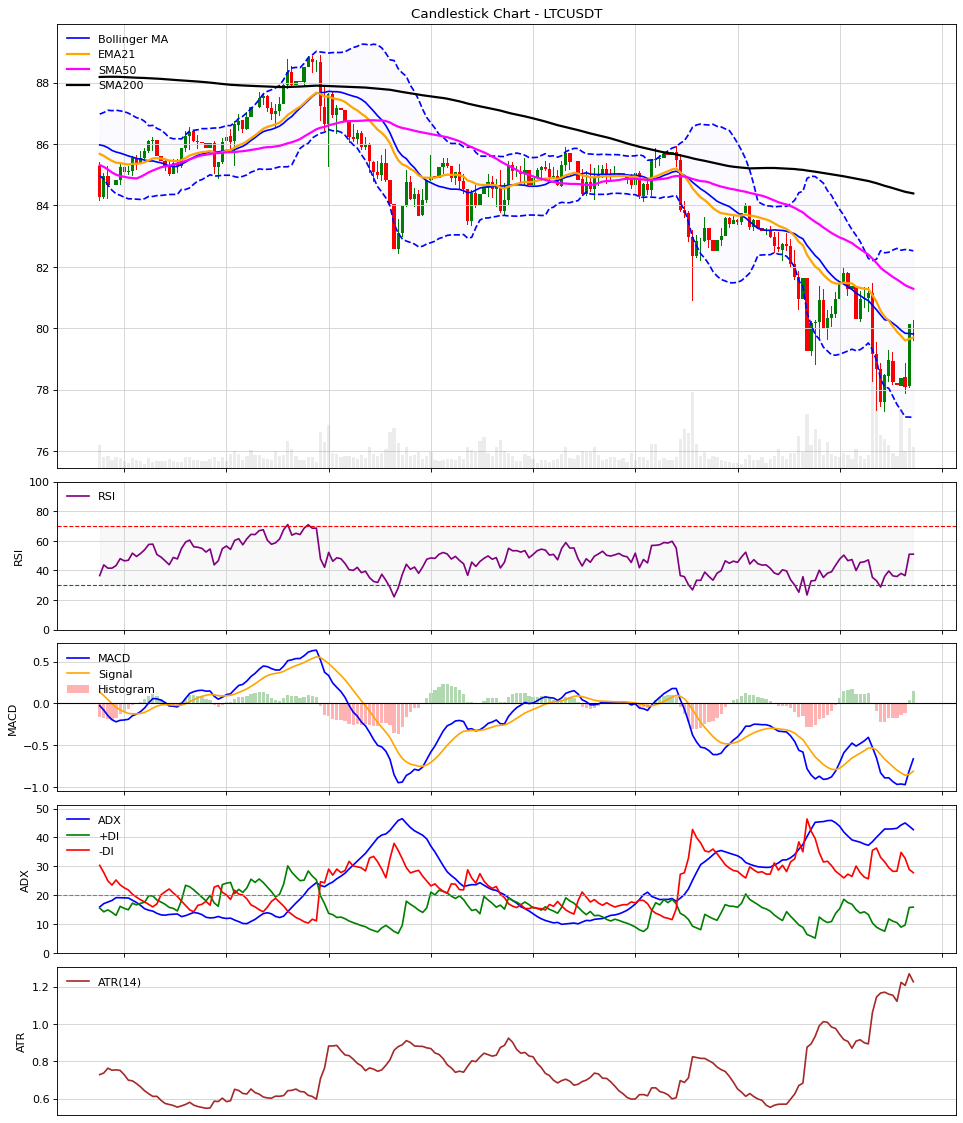 Candlestick Chart - LTCUSDT
Bollinger MA
EMA21
SMA50
SMA200
88
86
84
82
80
78
76
RSI
RSI
100
80
60
40
20
0
MACD
Signal
Histogram
MACD
0.5
0.0
−0.5
−1.0
ADX
+DI
-DI
ADX
50
40
30
20
10
0
ATR(14)
ATR
1.2
1.0
0.8
0.6